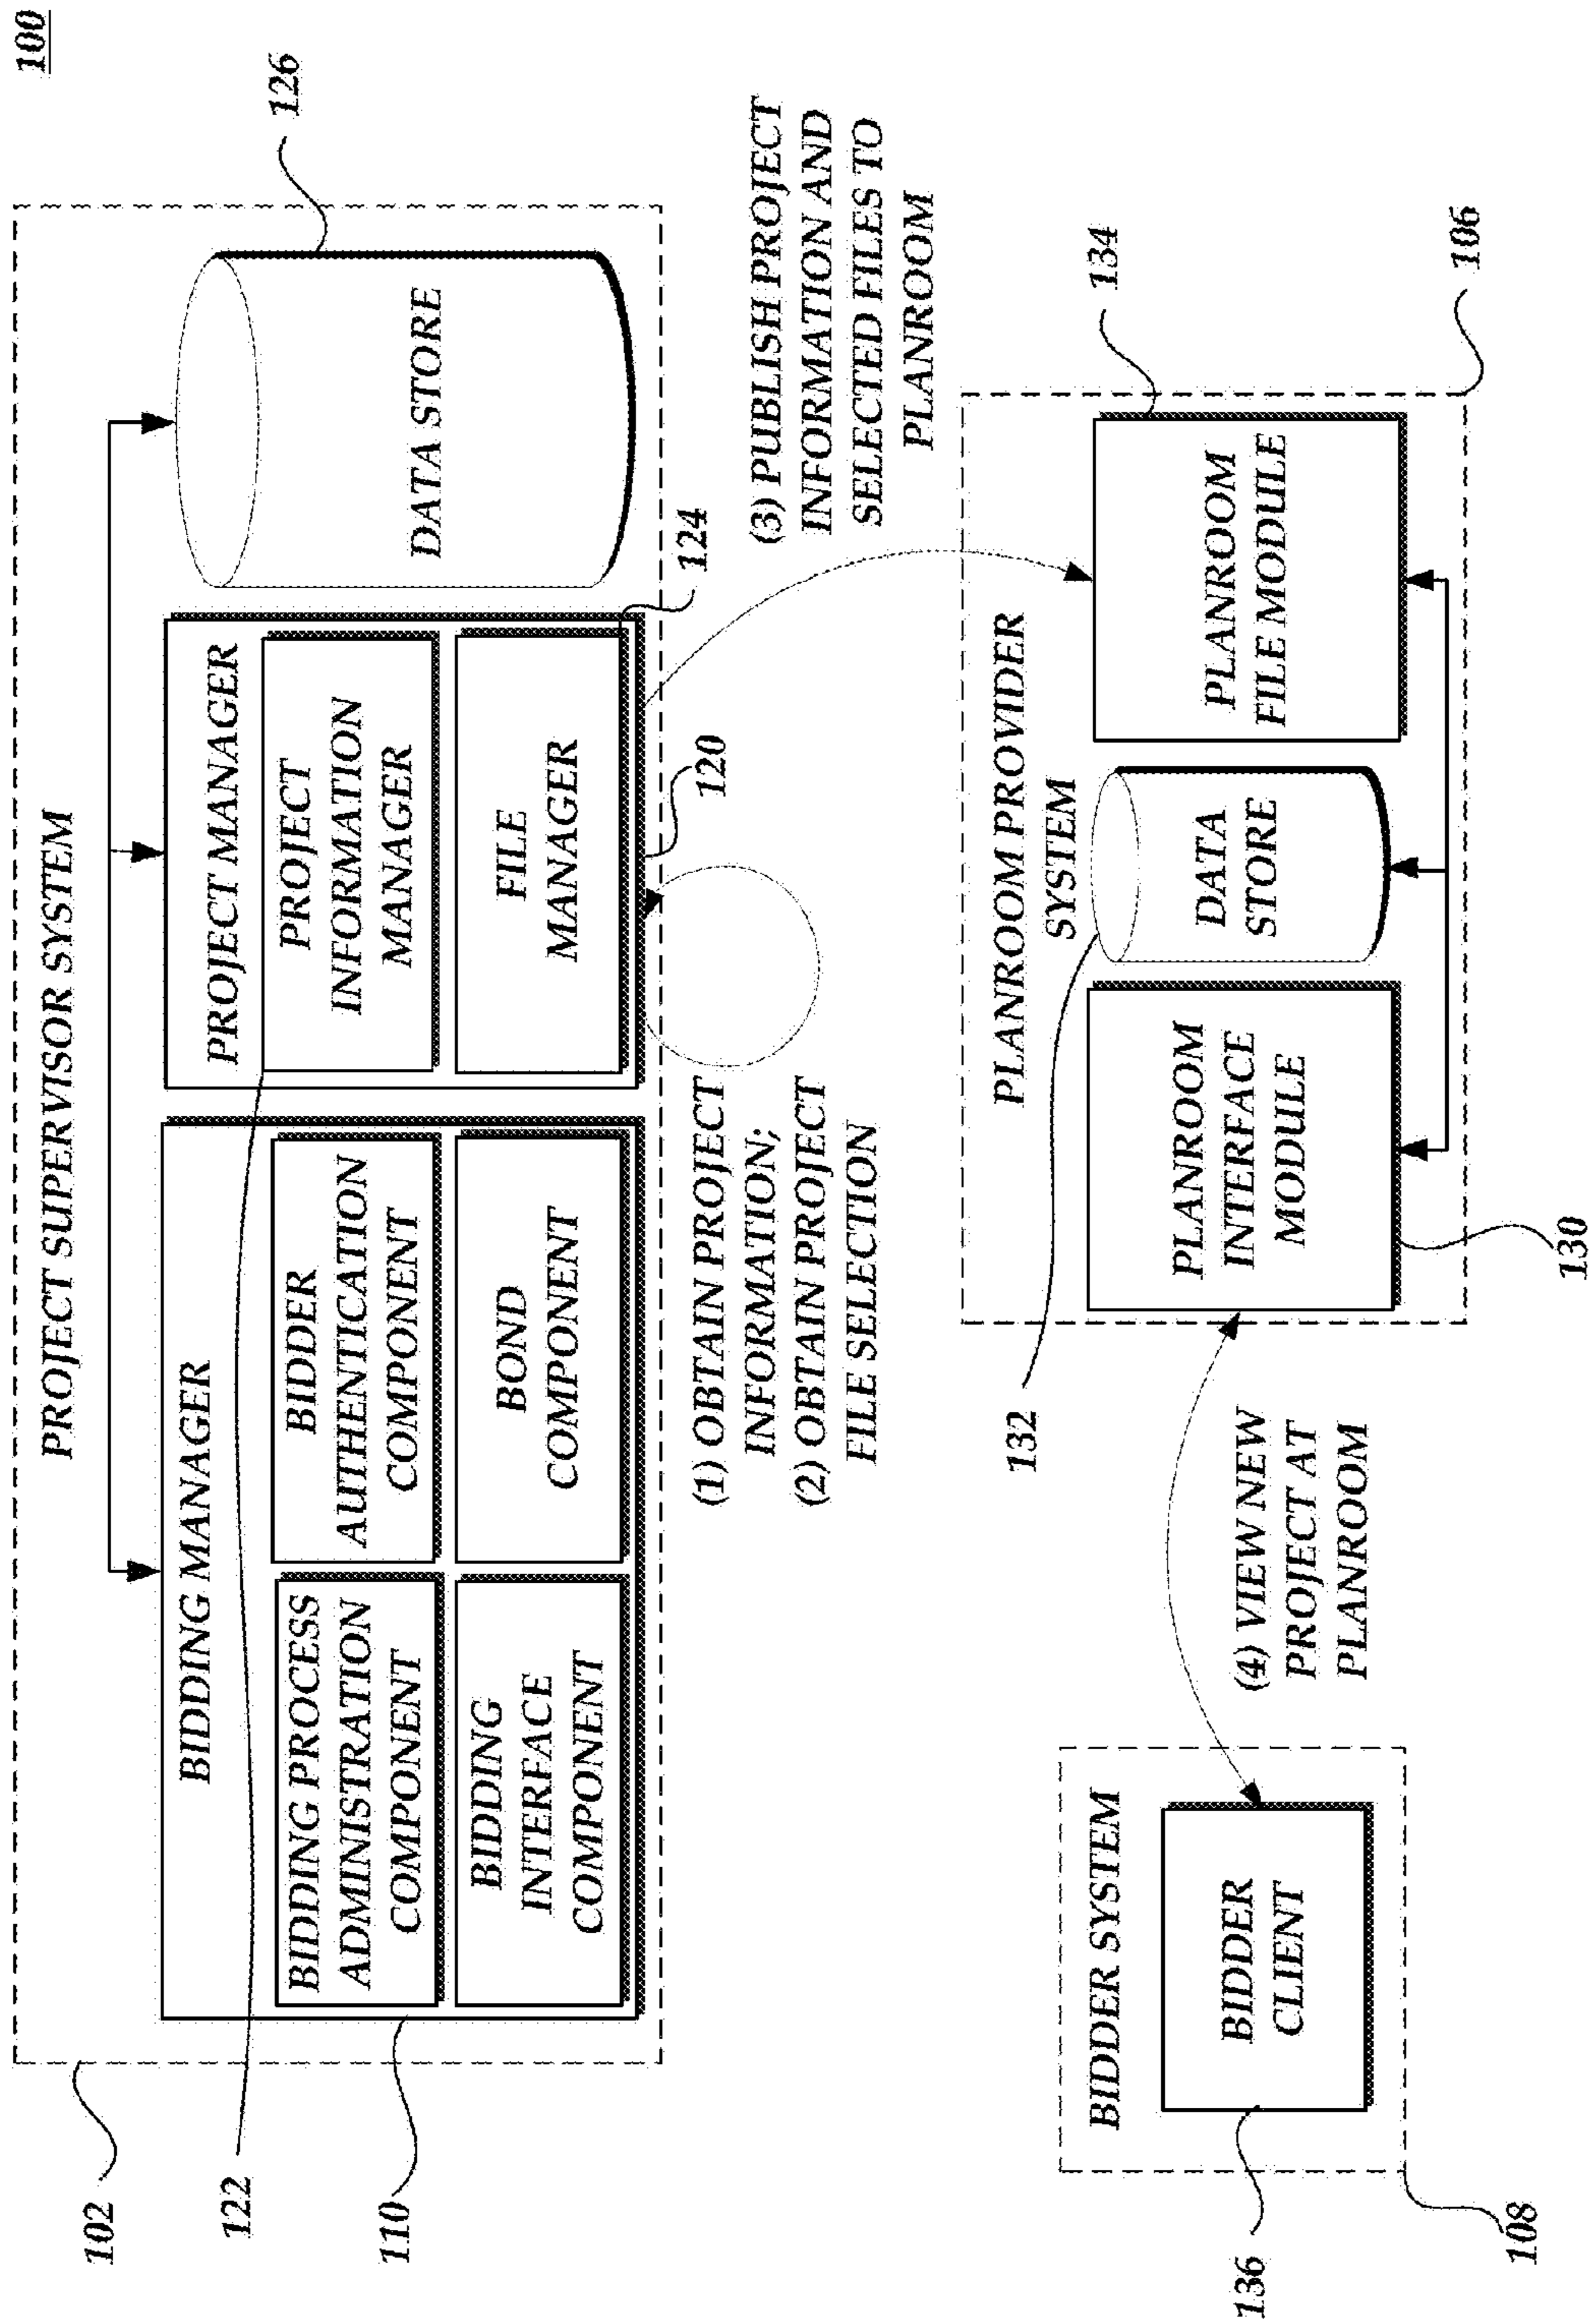 100
PROJECT SUPERVISOR SYSTEM
BIDDING MANAGER
BIDDING PROCESS
ADMINISTRATION
COMPONENT
BIDDER
AUTHENTICATION
COMPONENT
BIDDING
INTERFACE
COMPONENT
BOND
COMPONENT
PROJECT MANAGER
PROJECT
INFORMATION
MANAGER
FILE
MANAGER
DATA STORE
126
102
122
110
120
124
(1) OBTAIN PROJECT
INFORMATION;
(2) OBTAIN PROJECT
FILE SELECTION
(3) PUBLISH PROJECT
INFORMATION AND
SELECTED FILES TO
PLANROOM
PLANROOM PROVIDER
SYSTEM
PLANROOM
INTERFACE
MODULE
DATA
STORE
PLANROOM
FILE MODULE
132
134
130
106
(4) VIEW NEW
PROJECT AT
PLANROOM
BIDDER SYSTEM
BIDDER
CLIENT
136
108